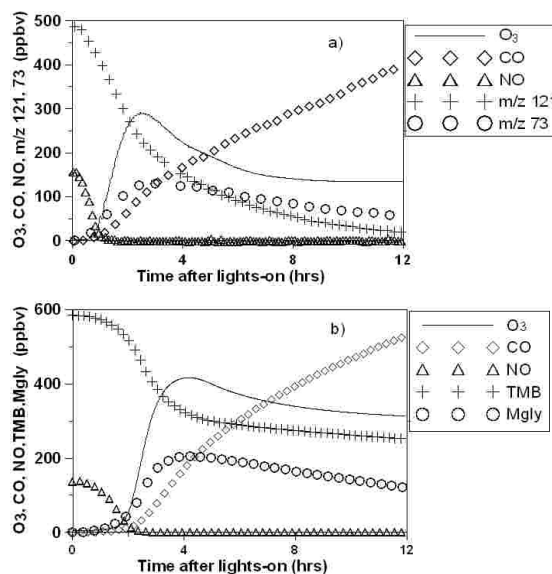 a)
O3, CO, NO, m/z 121, 73 (ppbv)
500
400
300
200
100
0
0 4 8 12
Time after lights-on (hrs)
O3
CO
NO
m/z 121
m/z 73
b)
O3, CO, NO,TMB,Mgly (ppbv)
600
400
200
0
0 4 8 12
Time after lights-on (hrs)
O3
CO
NO
TMB
Mgly